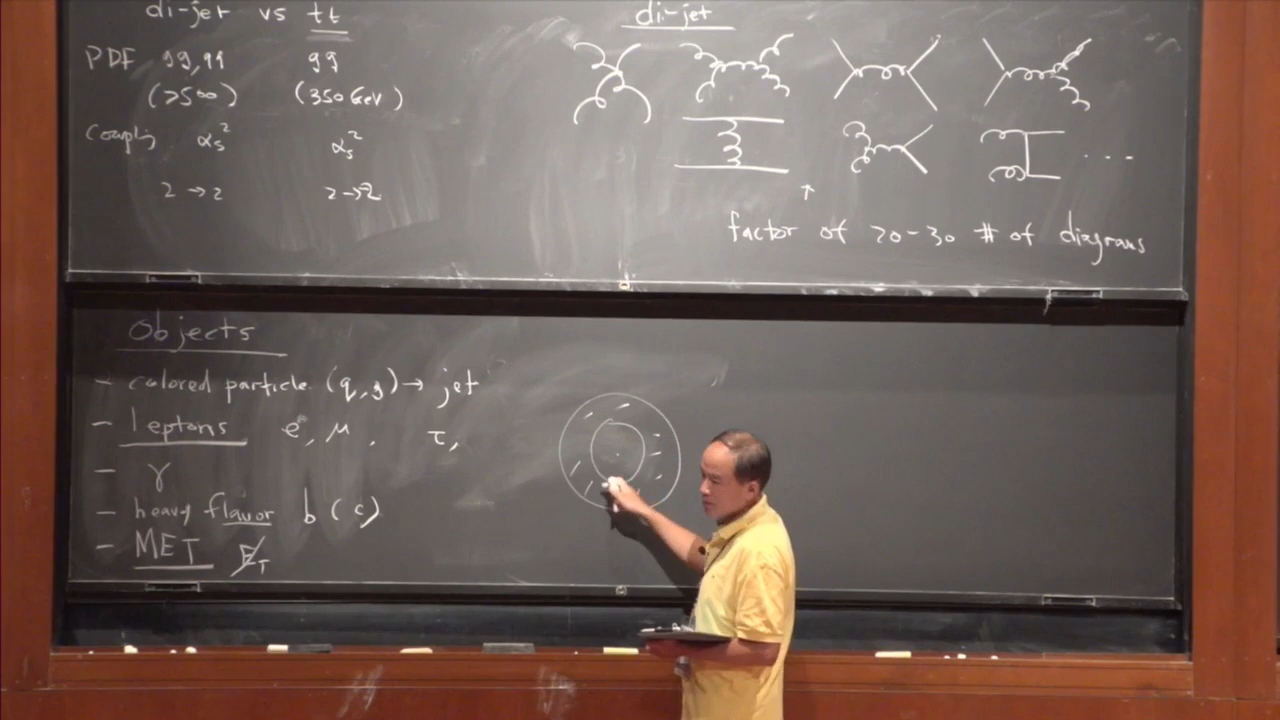 di-jet vs tt
PDF gg, qq gg
(>500) (350 GeV)
Coupling αs² αs²
2 → 2 2 → 2
di-jet
...
↑
factor of 20-30 # of diagrams
Objects
- colored particle (q, g) → jet
- leptons e, μ, τ,
- γ
- heavy flavor b (c)
- MET E̸T